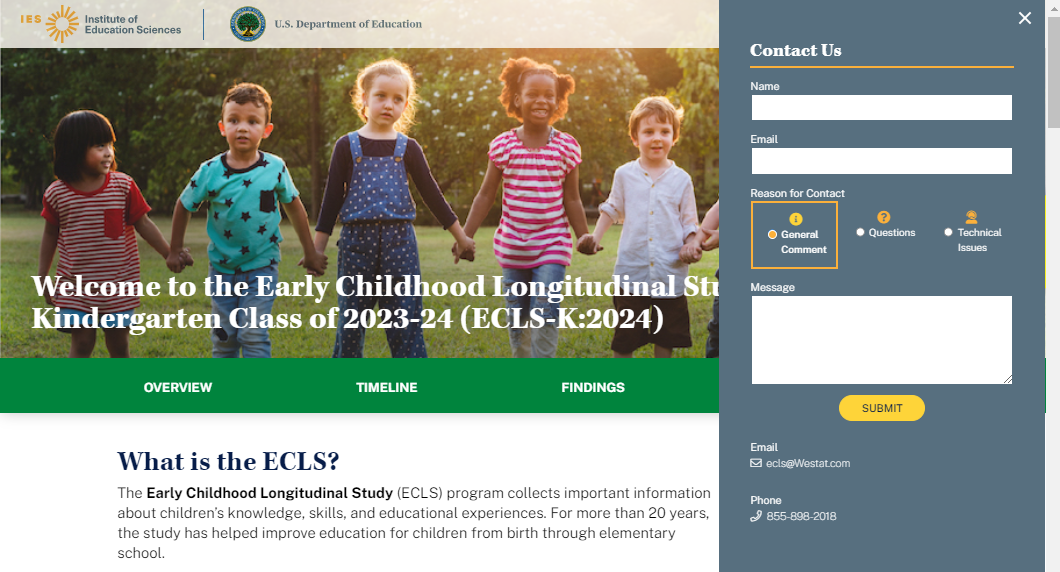 IES Institute of
Education Sciences
U.S. Department of Education
Welcome to the Early Childhood Longitudinal
Kindergarten Class of 2023-24 (ECLS-K:2024)
OVERVIEW TIMELINE FINDINGS
What is the ECLS?
The Early Childhood Longitudinal Study (ECLS) program collects important information
about children's knowledge, skills, and educational experiences. For more than 20 years,
the study has helped improve education for children from birth through elementary
school.
Contact Us
Name
Email
Reason for Contact
General
Comment
Questions
Technical
Issues
Message
SUBMIT
Email
ecls@Westat.com
Phone
855-898-2018